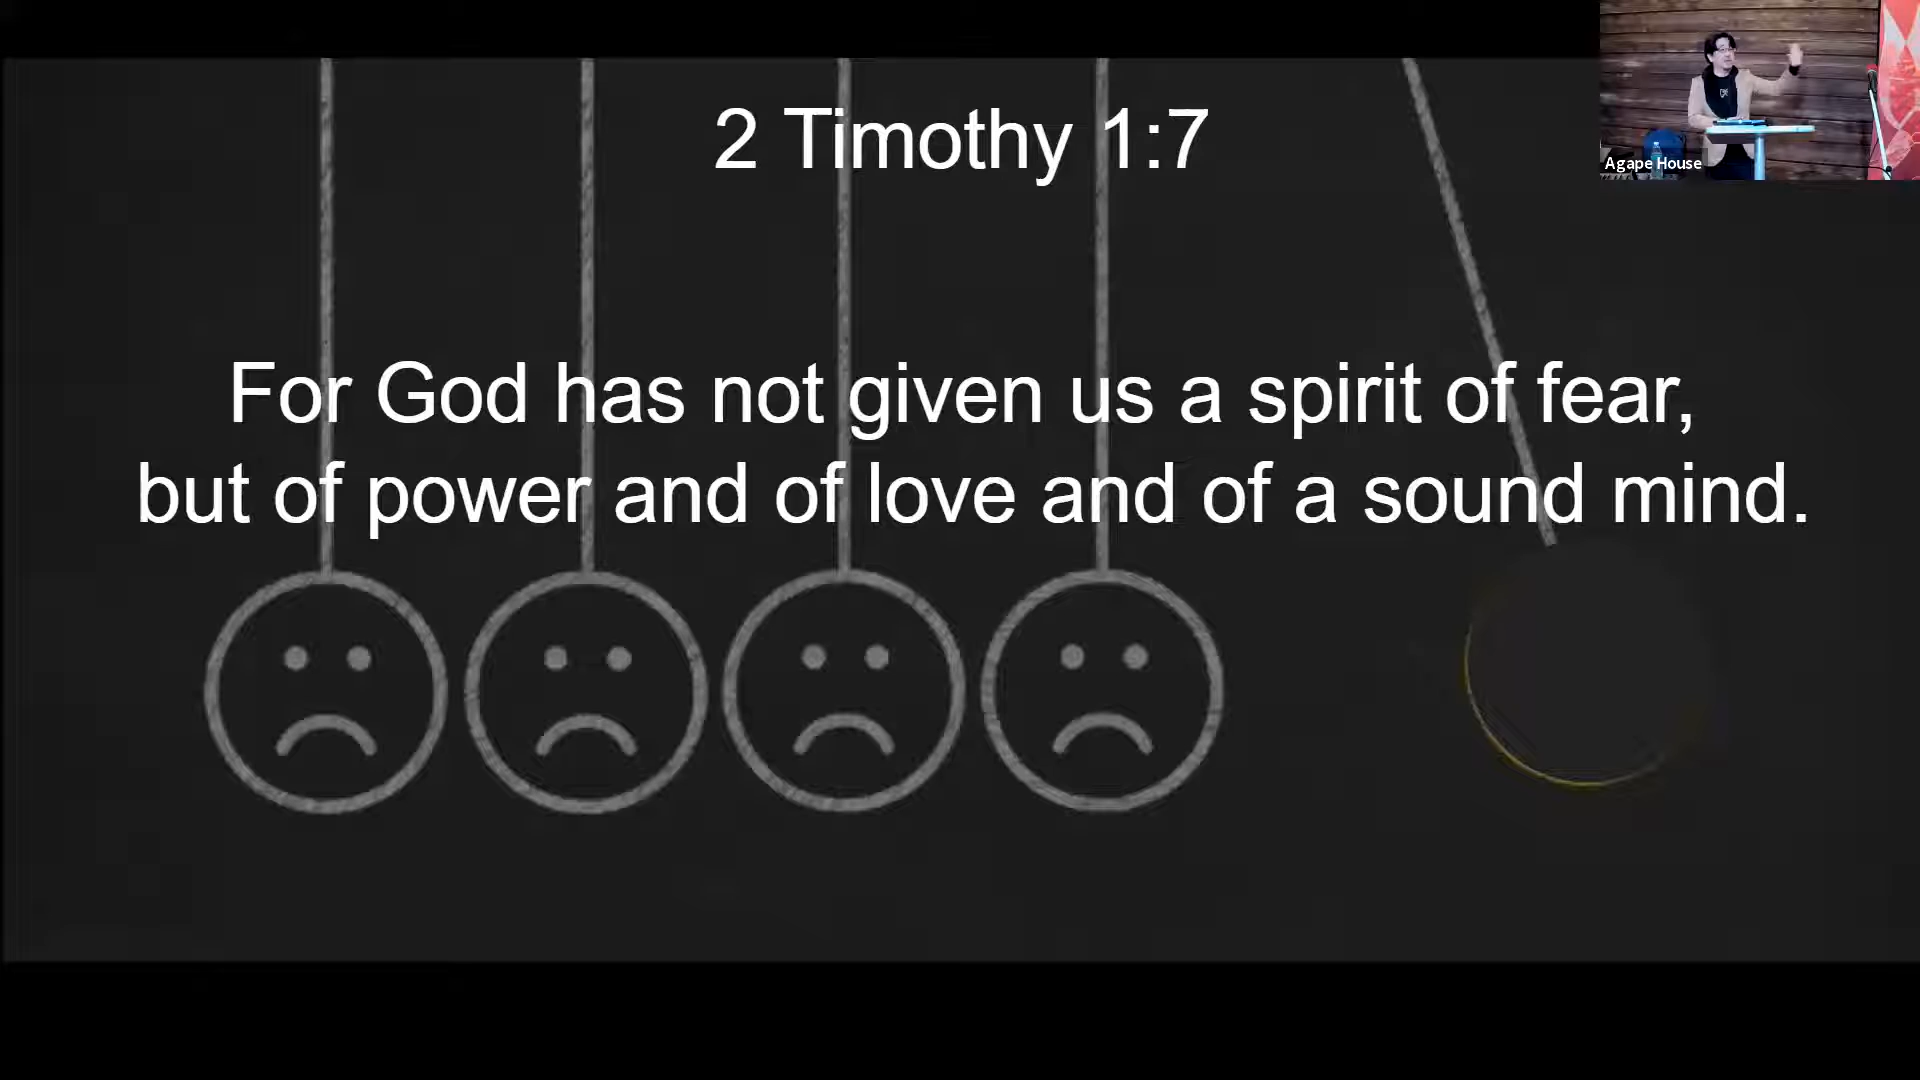 2 Timothy 1:7
Agape House
For God has not given us a spirit of fear,
but of power and of love and of a sound mind.